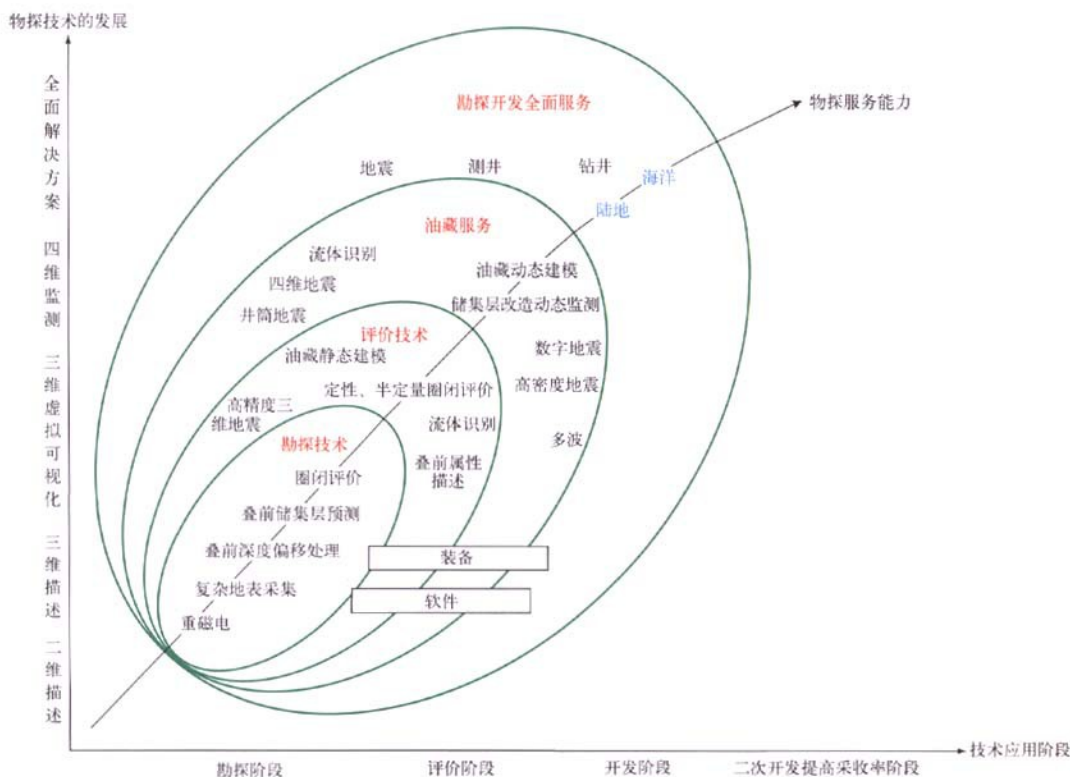 物探技术的发展
全面解决方案
四维监测
三维虚拟可视化
三维描述
二维描述
勘探开发全面服务
物探服务能力
地震
测井
钻井
海洋
陆地
油藏服务
流体识别
油藏动态建模
四维地震
储集层改造动态监测
井筒地震
评价技术
数字地震
油藏静态建模
高密度地震
定性、半定量圈闭评价
高精度三
维地震
流体识别
多波
勘探技术
叠前属性
描述
圈闭评价
叠前储集层预测
叠前深度偏移处理
装备
复杂地表采集
软件
重磁电
技术应用阶段
勘探阶段
评价阶段
开发阶段
二次开发提高采收率阶段